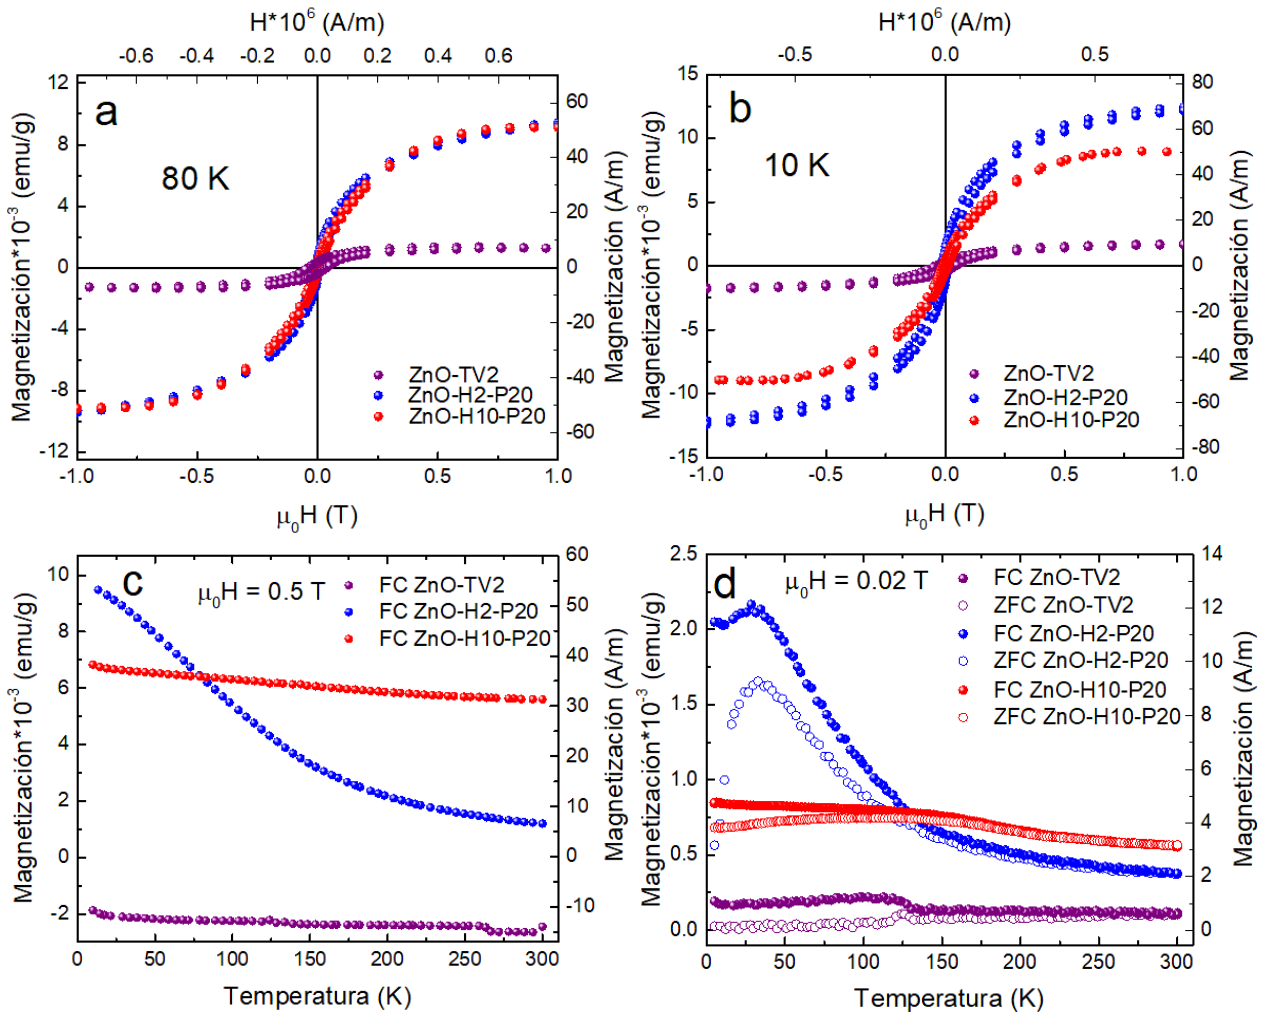 H*10⁶ (A/m)
-0.6 -0.4 -0.2 0.0 0.2 0.4 0.6
a
80 K
Magnetización*10⁻³ (emu/g)
12
8
4
0
-4
-8
-12
Magnetización (A/m)
60
40
20
0
-20
-40
-60
ZnO-TV2
ZnO-H2-P20
ZnO-H10-P20
-1.0 -0.5 0.0 0.5 1.0
μ₀H (T)
H*10⁶ (A/m)
-0.5 0.0 0.5
b
10 K
Magnetización*10⁻³ (emu/g)
15
10
5
0
-5
-10
-15
Magnetización (A/m)
80
60
40
20
0
-20
-40
-60
-80
ZnO-TV2
ZnO-H2-P20
ZnO-H10-P20
-1.0 -0.5 0.0 0.5 1.0
μ₀H (T)
c
μ₀H = 0.5 T
FC ZnO-TV2
FC ZnO-H2-P20
FC ZnO-H10-P20
Magnetización*10⁻³ (emu/g)
10
8
6
4
2
0
-2
Magnetización (A/m)
60
50
40
30
20
10
0
-10
0 50 100 150 200 250 300
Temperatura (K)
d
μ₀H = 0.02 T
FC ZnO-TV2
ZFC ZnO-TV2
FC ZnO-H2-P20
ZFC ZnO-H2-P20
FC ZnO-H10-P20
ZFC ZnO-H10-P20
Magnetización*10⁻³ (emu/g)
2.5
2.0
1.5
1.0
0.5
0.0
Magnetización (A/m)
14
12
10
8
6
4
2
0
0 50 100 150 200 250 300
Temperatura (K)